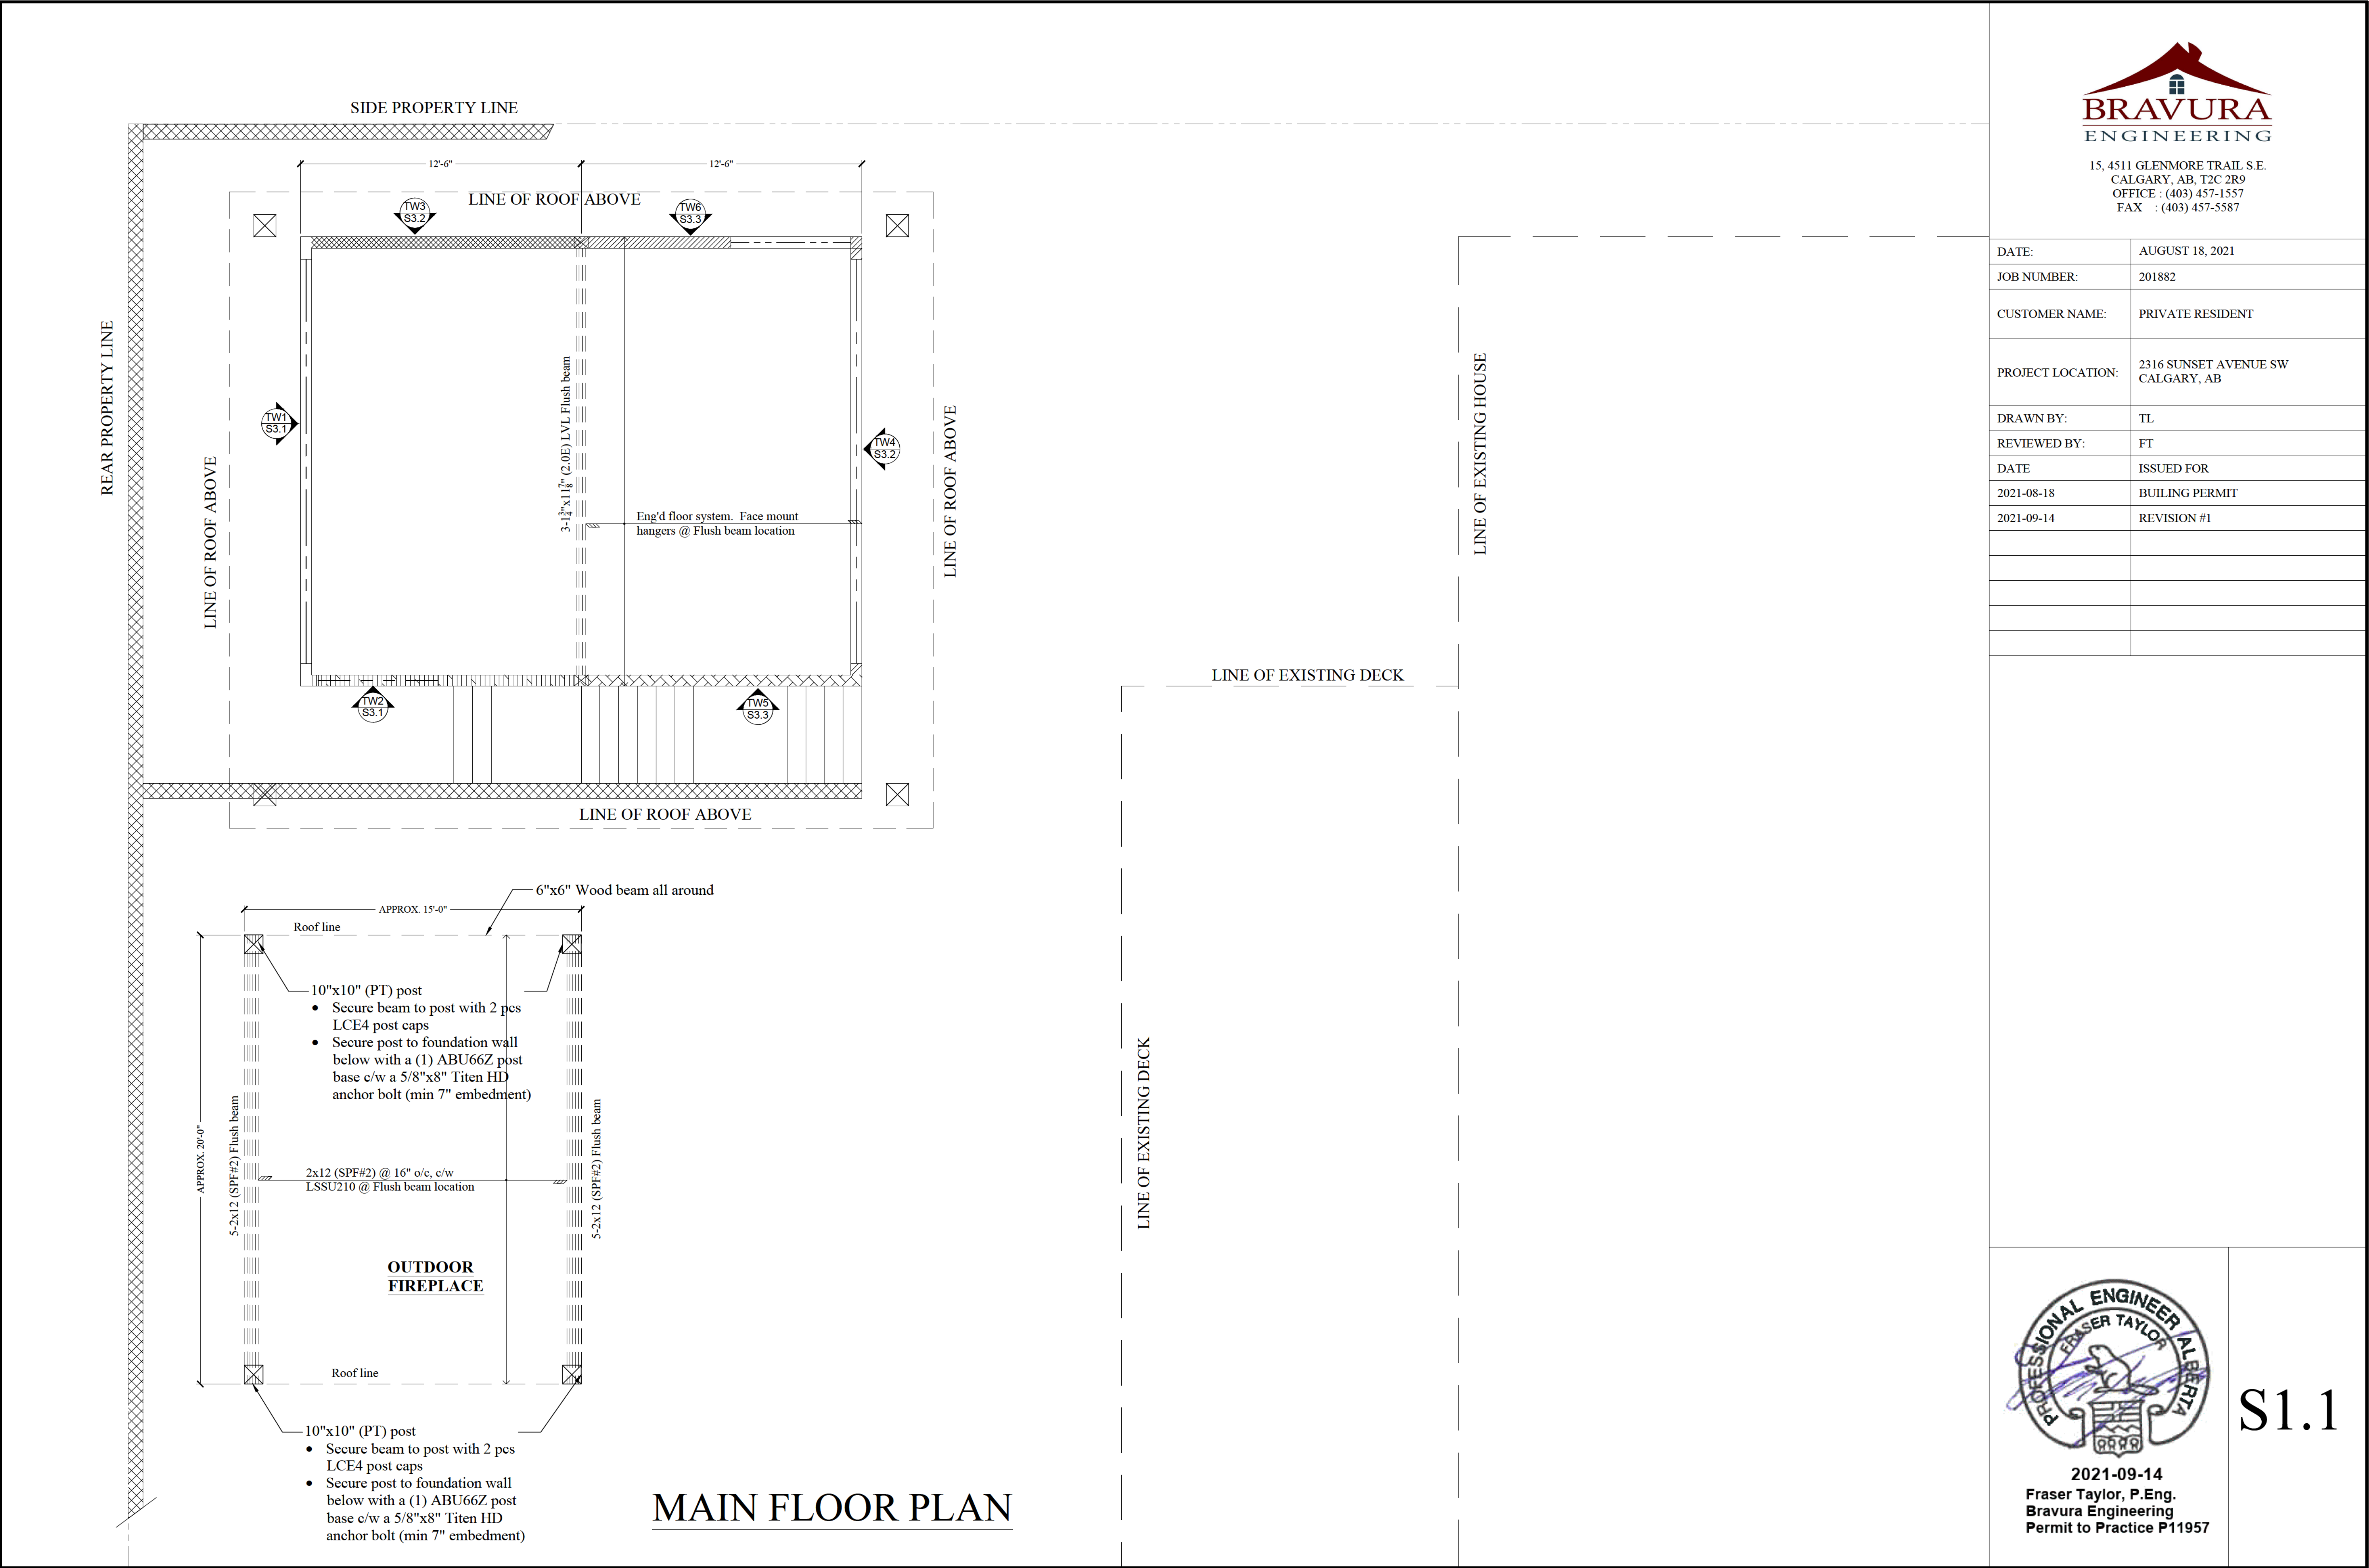 SIDE PROPERTY LINE
12'-6"
12'-6"
LINE OF ROOF ABOVE
TW3
S3.2
TW6
S3.3
REAR PROPERTY LINE
LINE OF ROOF ABOVE
TW1
S3.1
3-1 3/4"x11 7/8" (2.0E) LVL Flush beam
Eng'd floor system. Face mount
hangers @ Flush beam location
TW4
S3.2
LINE OF ROOF ABOVE
LINE OF EXISTING HOUSE
TW2
S3.1
TW5
S3.3
LINE OF EXISTING DECK
LINE OF ROOF ABOVE
6"x6" Wood beam all around
APPROX. 15'-0"
Roof line
10"x10" (PT) post
• Secure beam to post with 2 pcs
LCE4 post caps
• Secure post to foundation wall
below with a (1) ABU66Z post
base c/w a 5/8"x8" Titen HD
anchor bolt (min 7" embedment)
APPROX. 20'-0"
5-2x12 (SPF#2) Flush beam
2x12 (SPF#2) @ 16" o/c, c/w
LSSU210 @ Flush beam location
5-2x12 (SPF#2) Flush beam
LINE OF EXISTING DECK
OUTDOOR
FIREPLACE
Roof line
10"x10" (PT) post
• Secure beam to post with 2 pcs
LCE4 post caps
• Secure post to foundation wall
below with a (1) ABU66Z post
base c/w a 5/8"x8" Titen HD
anchor bolt (min 7" embedment)
MAIN FLOOR PLAN
BRAVURA
ENGINEERING
15, 4511 GLENMORE TRAIL S.E.
CALGARY, AB, T2C 2R9
OFFICE : (403) 457-1557
FAX : (403) 457-5587
DATE: AUGUST 18, 2021
JOB NUMBER: 201882
CUSTOMER NAME: PRIVATE RESIDENT
PROJECT LOCATION: 2316 SUNSET AVENUE SW
CALGARY, AB
DRAWN BY: TL
REVIEWED BY: FT
DATE ISSUED FOR
2021-08-18 BUILING PERMIT
2021-09-14 REVISION #1
PROFESSIONAL ENGINEER ALBERTA
FRASER TAYLOR
2021-09-14
Fraser Taylor, P.Eng.
Bravura Engineering
Permit to Practice P11957
S1.1